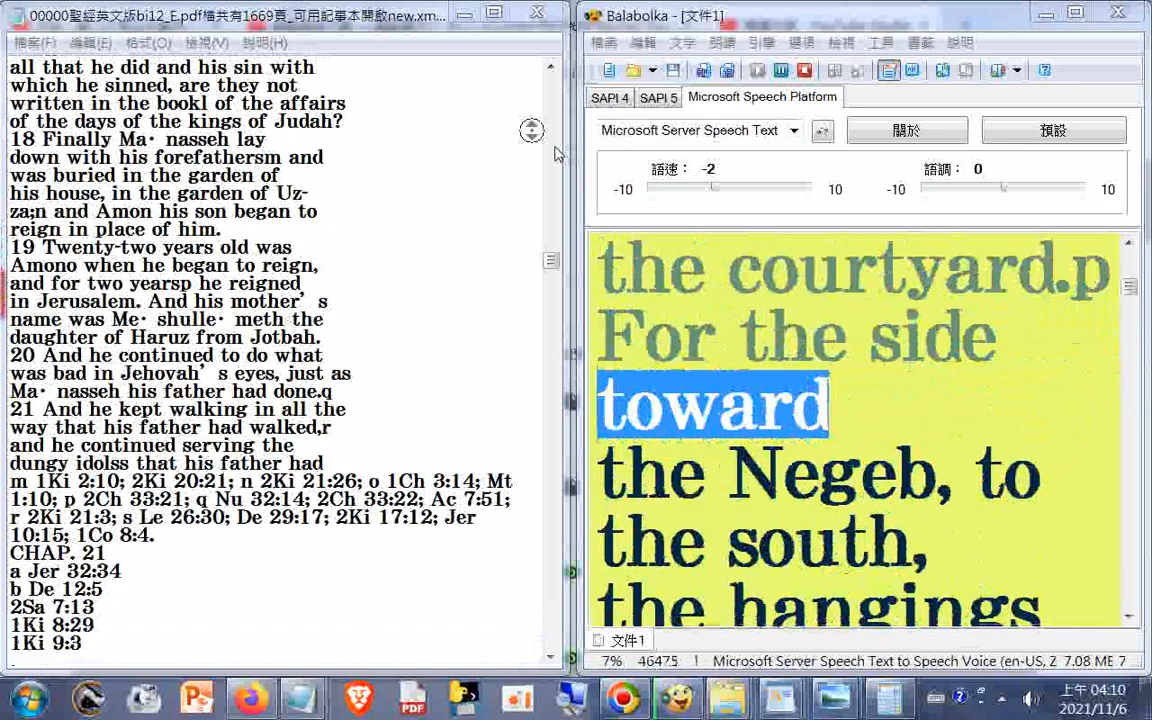 00000聖經英文版bi12_E.pdf檔共有1669頁_可用記事本開啟new.xm...
檔案(F) 編輯(E) 格式(O) 檢視(V) 說明(H)
all that he did and his sin with
which he sinned, are they not
written in the bookl of the affairs
of the days of the kings of Judah?
18 Finally Ma· nasseh lay
down with his forefathersm and
was buried in the garden of
his house, in the garden of Uz-
za;n and Amon his son began to
reign in place of him.
19 Twenty-two years old was
Amono when he began to reign,
and for two yearsp he reigned
in Jerusalem. And his mother’ s
name was Me· shulle· meth the
daughter of Haruz from Jotbah.
20 And he continued to do what
was bad in Jehovah’ s eyes, just as
Ma· nasseh his father had done.q
21 And he kept walking in all the
way that his father had walked,r
and he continued serving the
dungy idolss that his father had
m 1Ki 2:10; 2Ki 20:21; n 2Ki 21:26; o 1Ch 3:14; Mt
1:10; p 2Ch 33:21; q Nu 32:14; 2Ch 33:22; Ac 7:51;
r 2Ki 21:3; s Le 26:30; De 29:17; 2Ki 17:12; Jer
10:15; 1Co 8:4.
CHAP. 21
a Jer 32:34
b De 12:5
2Sa 7:13
1Ki 8:29
1Ki 9:3
Balabolka - [文件1]
檔案 編輯 文字 朗讀 引擎 選項 檢視 工具 書籤 說明
SAPI 4 SAPI 5 Microsoft Speech Platform
Microsoft Server Speech Text 關於 預設
語速： -2 語調： 0
-10 10 -10 10
the courtyard.p
For the side
toward
the Negeb, to
the south,
the hangings
文件1
7% 46475 Microsoft Server Speech Text to Speech Voice (en-US, Z 7.08 ME 7
PDF
上午 04:10
2021/11/6